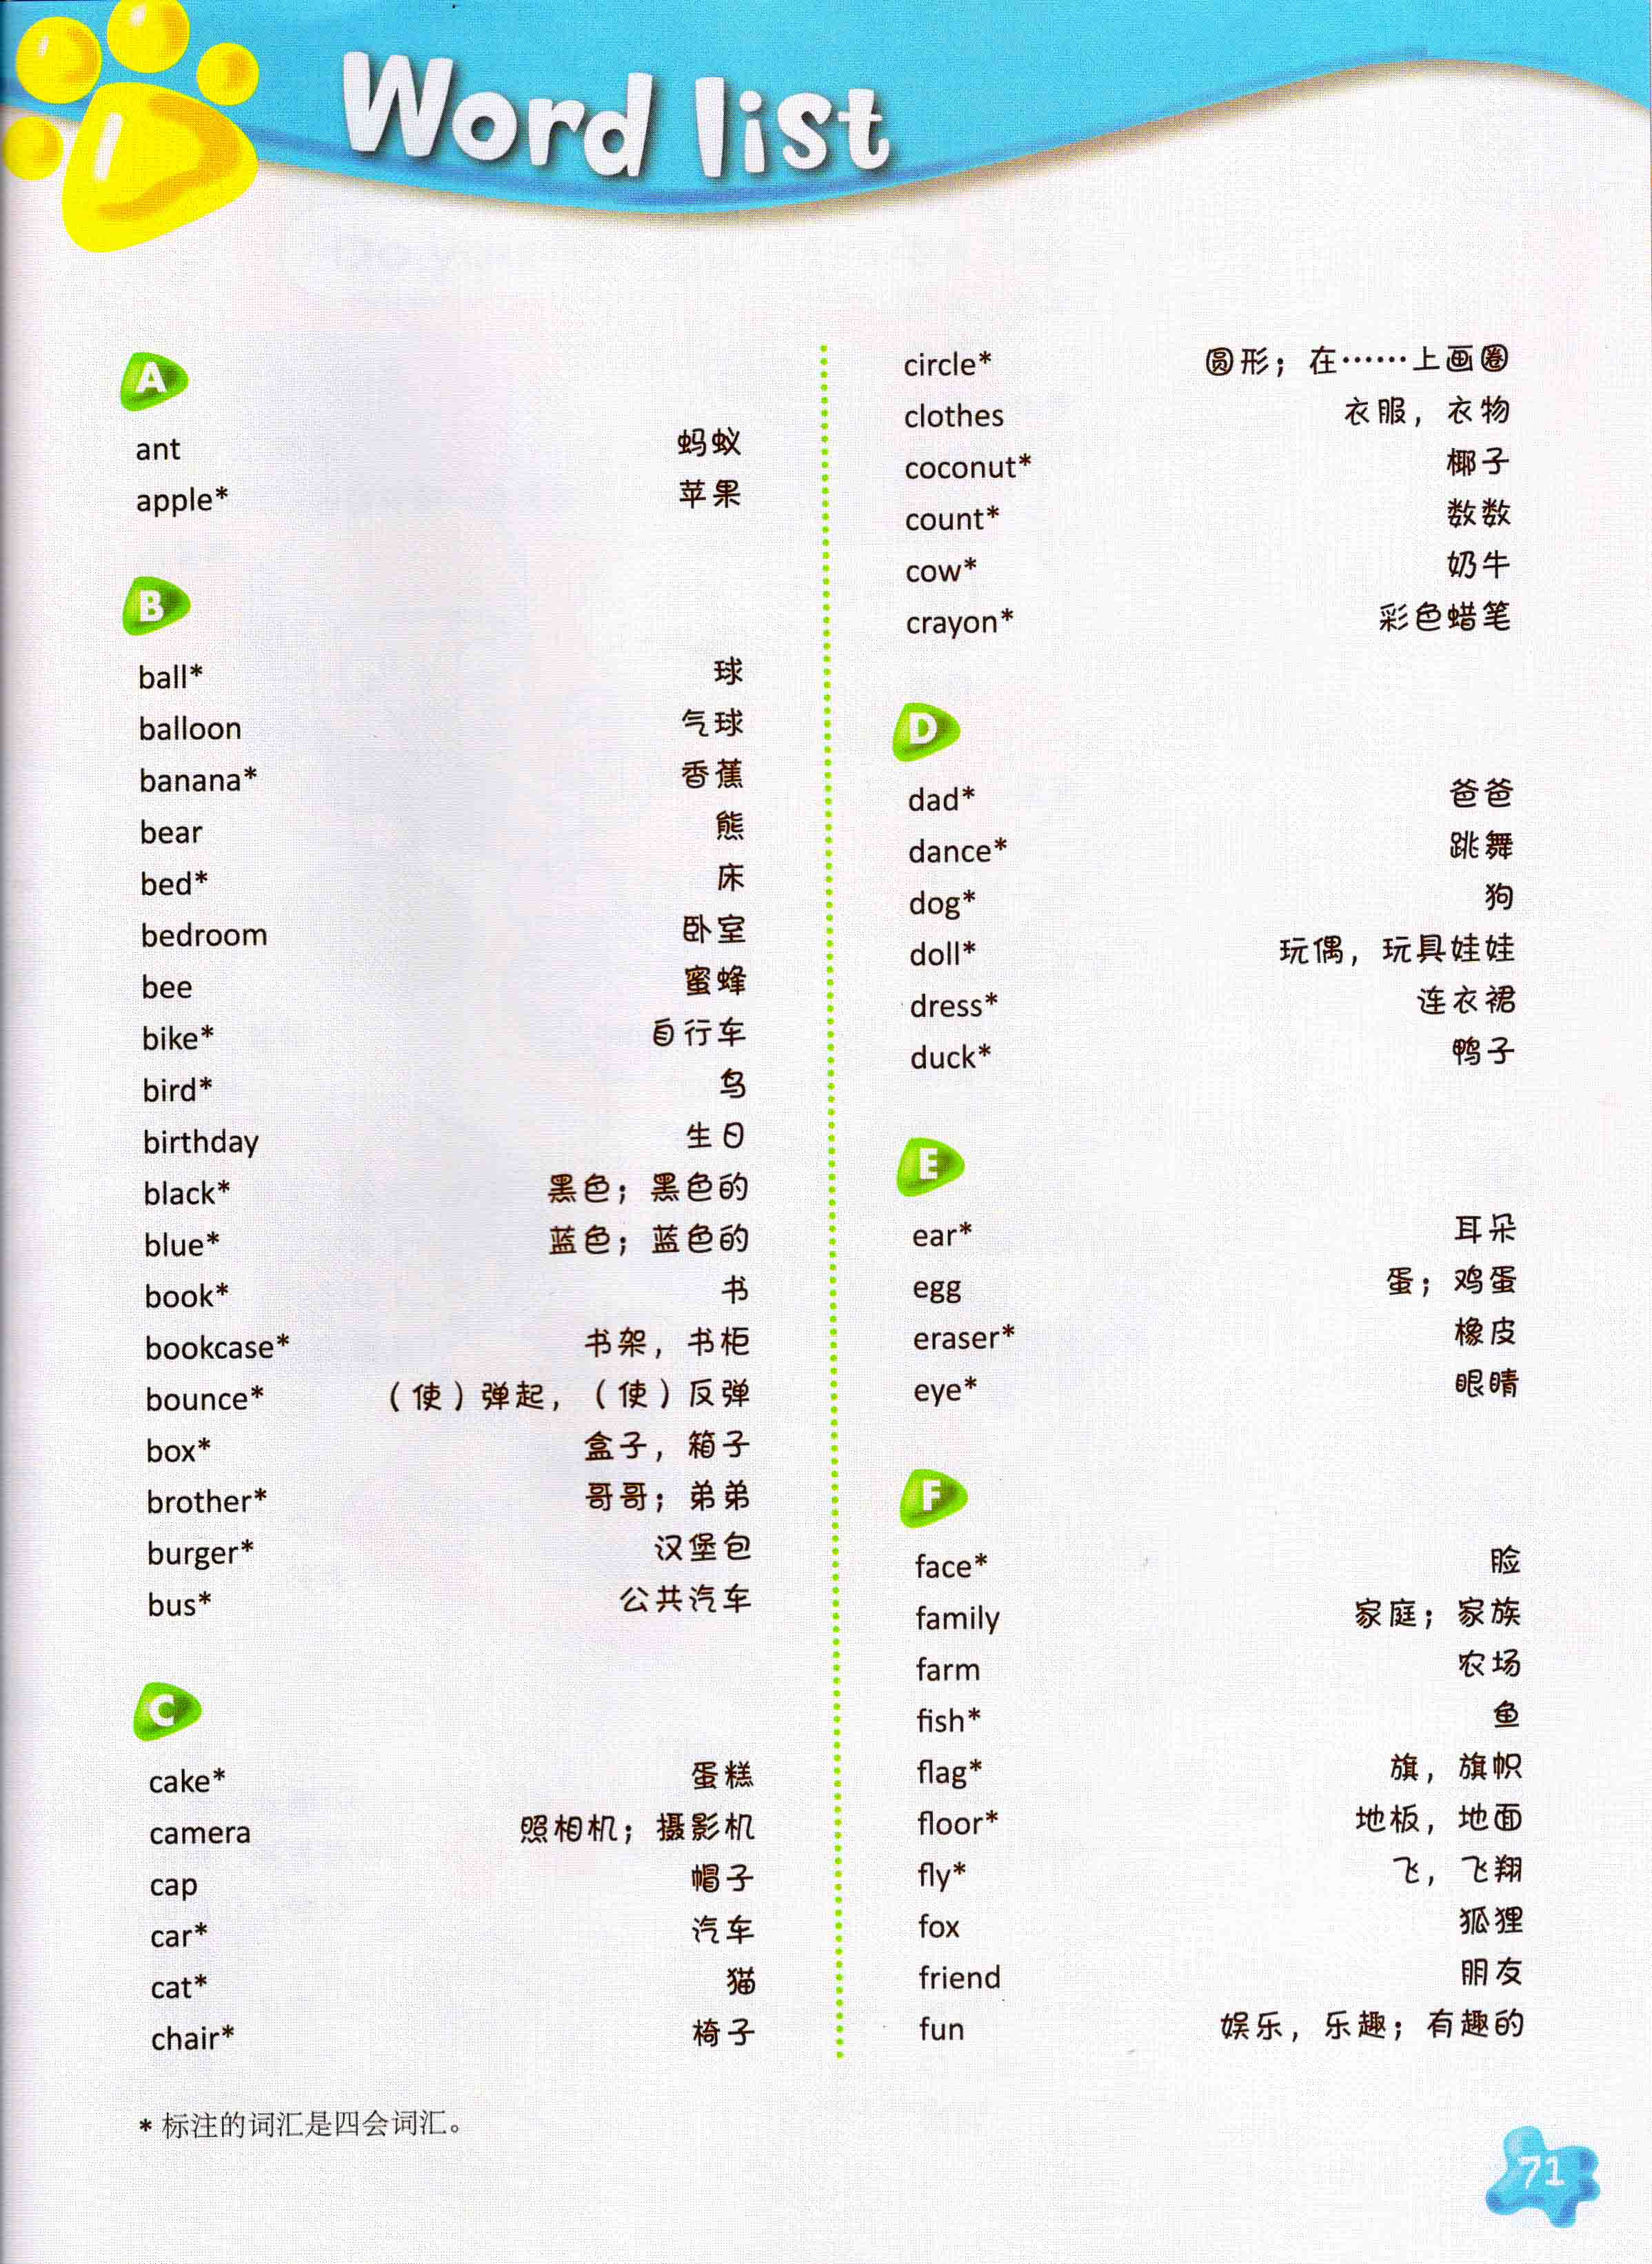 Word list
A
ant 蚂蚁
apple* 苹果
B
ball* 球
balloon 气球
banana* 香蕉
bear 熊
bed* 床
bedroom 卧室
bee 蜜蜂
bike* 自行车
bird* 鸟
birthday 生日
black* 黑色；黑色的
blue* 蓝色；蓝色的
book* 书
bookcase* 书架，书柜
bounce* （使）弹起，（使）反弹
box* 盒子，箱子
brother* 哥哥；弟弟
burger* 汉堡包
bus* 公共汽车
C
cake* 蛋糕
camera 照相机；摄影机
cap 帽子
car* 汽车
cat* 猫
chair* 椅子
circle* 圆形；在……上画圈
clothes 衣服，衣物
coconut* 椰子
count* 数数
cow* 奶牛
crayon* 彩色蜡笔
D
dad* 爸爸
dance* 跳舞
dog* 狗
doll* 玩偶，玩具娃娃
dress* 连衣裙
duck* 鸭子
E
ear* 耳朵
egg 蛋；鸡蛋
eraser* 橡皮
eye* 眼睛
F
face* 脸
family 家庭；家族
farm 农场
fish* 鱼
flag* 旗，旗帜
floor* 地板，地面
fly* 飞，飞翔
fox 狐狸
friend 朋友
fun 娱乐，乐趣；有趣的
* 标注的词汇是四会词汇。
71